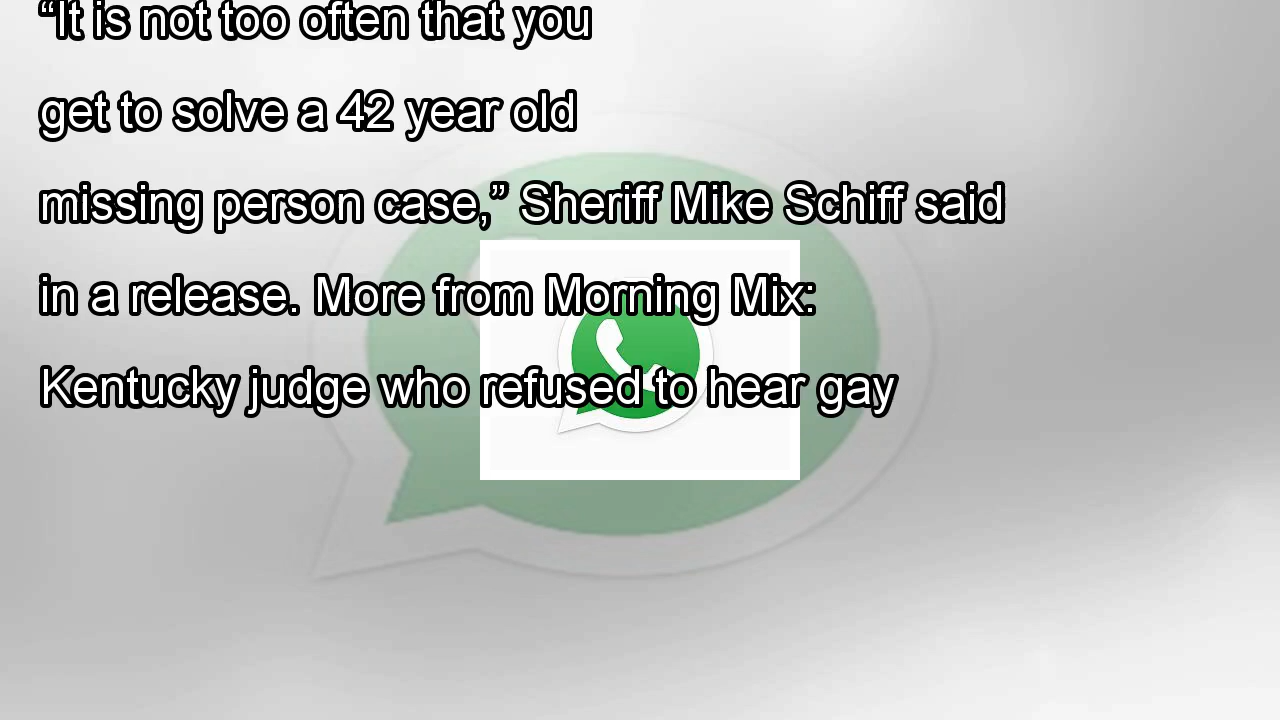 “It is not too often that you
get to solve a 42 year old
missing person case,” Sheriff Mike Schiff said
in a release. More from Morning Mix:
Kentucky judge who refused to hear gay